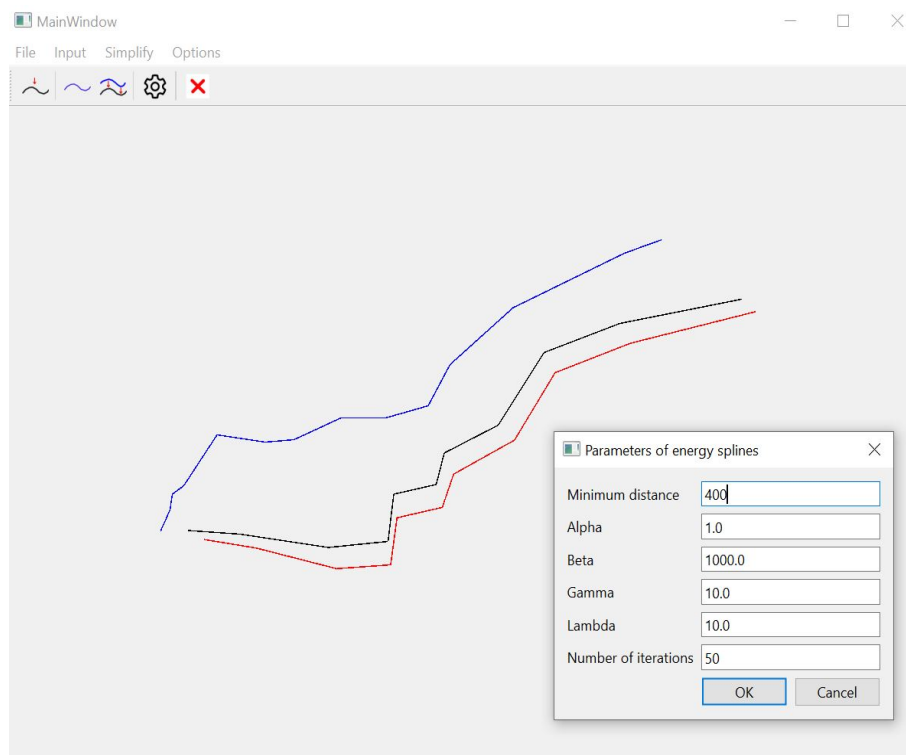 MainWindow
File Input Simplify Options
Parameters of energy splines
Minimum distance 400
Alpha 1.0
Beta 1000.0
Gamma 10.0
Lambda 10.0
Number of iterations 50
OK Cancel